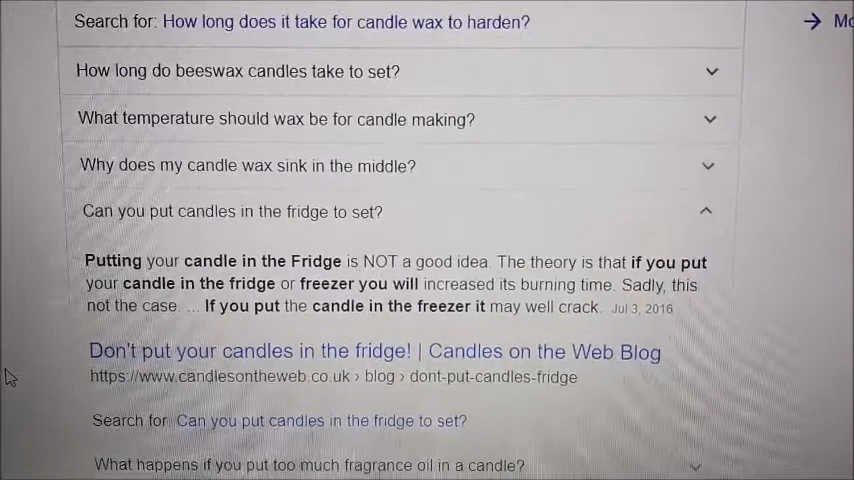 Search for: How long does it take for candle wax to harden?
Mo
How long do beeswax candles take to set?
What temperature should wax be for candle making?
Why does my candle wax sink in the middle?
Can you put candles in the fridge to set?
Putting your candle in the Fridge is NOT a good idea. The theory is that if you put
your candle in the fridge or freezer you will increased its burning time. Sadly, this
not the case. ... If you put the candle in the freezer it may well crack. Jul 3, 2016
Don't put your candles in the fridge! | Candles on the Web Blog
https://www.candlesontheweb.co.uk › blog › dont-put-candles-fridge
Search for: Can you put candles in the fridge to set?
What happens if you put too much fragrance oil in a candle?